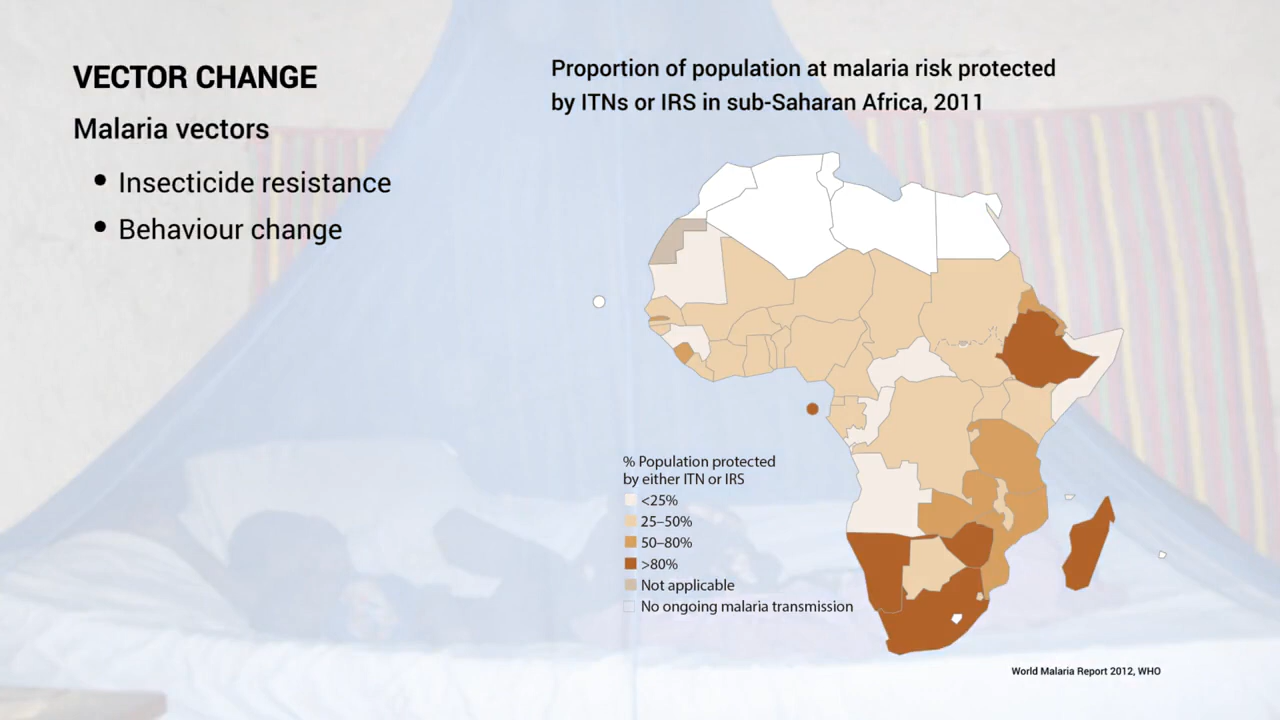 VECTOR CHANGE
Malaria vectors
• Insecticide resistance
• Behaviour change
Proportion of population at malaria risk protected
by ITNs or IRS in sub-Saharan Africa, 2011
% Population protected
by either ITN or IRS
<25%
25–50%
50–80%
>80%
Not applicable
No ongoing malaria transmission
World Malaria Report 2012, WHO